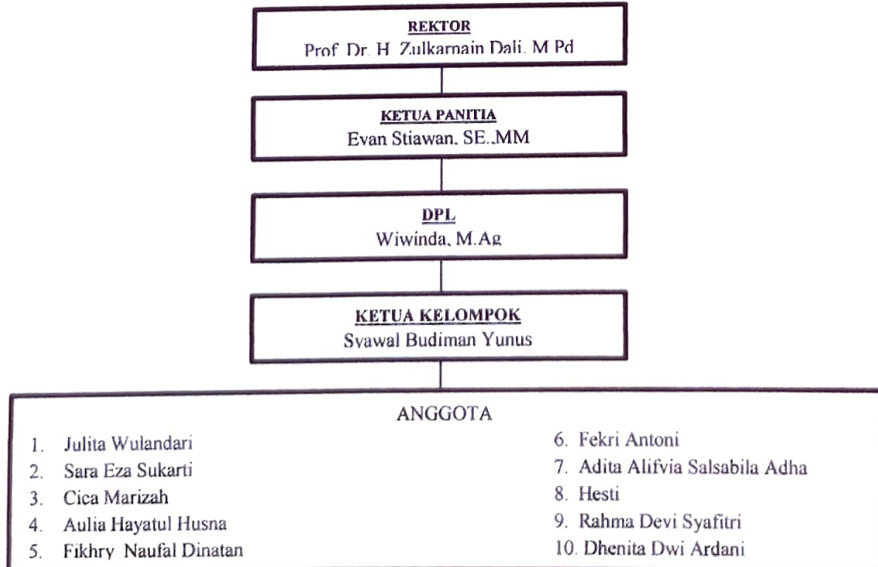 REKTOR
Prof Dr. H Zulkarnain Dali. M Pd
KETUA PANITIA
Evan Stiawan, SE.,MM
DPL
Wiwinda, M.Ag
KETUA KELOMPOK
Syawal Budiman Yunus
ANGGOTA
1. Julita Wulandari
2. Sara Eza Sukarti
3. Cica Marizah
4. Aulia Hayatul Husna
5. Fikhry Naufal Dinatan
6. Fekri Antoni
7. Adita Alifvia Salsabila Adha
8. Hesti
9. Rahma Devi Syafitri
10. Dhenita Dwi Ardani